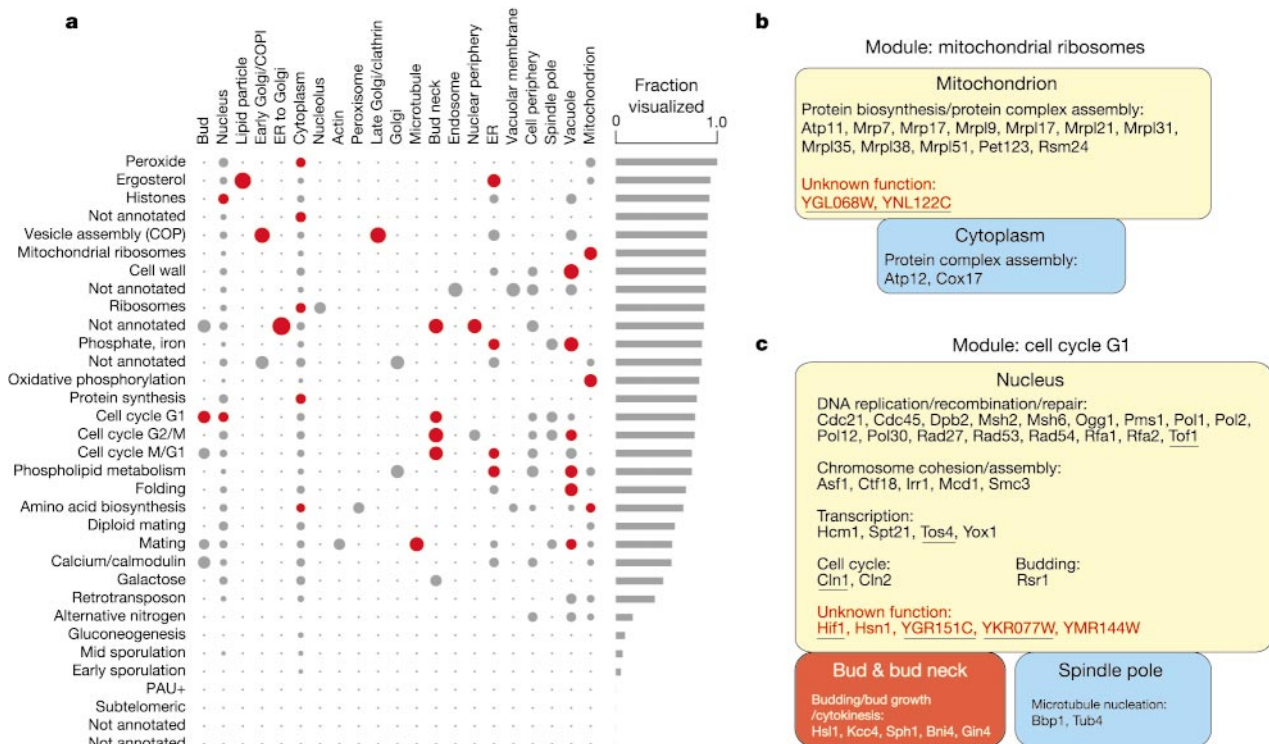 a
Bud
Nucleus
Lipid particle
Early Golgi/COPI
ER to Golgi
Cytoplasm
Nucleolus
Actin
Peroxisome
Late Golgi/clathrin
Golgi
Microtubule
Bud neck
Endosome
Nuclear periphery
ER
Vacuolar membrane
Cell periphery
Spindle pole
Vacuole
Mitochondrion
Fraction
visualized
0 1.0
Peroxide
Ergosterol
Histones
Not annotated
Vesicle assembly (COP)
Mitochondrial ribosomes
Cell wall
Not annotated
Ribosomes
Not annotated
Phosphate, iron
Not annotated
Oxidative phosphorylation
Protein synthesis
Cell cycle G1
Cell cycle G2/M
Cell cycle M/G1
Phospholipid metabolism
Folding
Amino acid biosynthesis
Diploid mating
Mating
Calcium/calmodulin
Galactose
Retrotransposon
Alternative nitrogen
Gluconeogenesis
Mid sporulation
Early sporulation
PAU+
Subtelomeric
Not annotated
Not annotated
b
Module: mitochondrial ribosomes
Mitochondrion
Protein biosynthesis/protein complex assembly:
Atp11, Mrp7, Mrp17, Mrpl9, Mrpl17, Mrpl21, Mrpl31,
Mrpl35, Mrpl38, Mrpl51, Pet123, Rsm24
Unknown function:
YGL068W, YNL122C
Cytoplasm
Protein complex assembly:
Atp12, Cox17
c
Module: cell cycle G1
Nucleus
DNA replication/recombination/repair:
Cdc21, Cdc45, Dpb2, Msh2, Msh6, Ogg1, Pms1, Pol1, Pol2,
Pol12, Pol30, Rad27, Rad53, Rad54, Rfa1, Rfa2, Tof1
Chromosome cohesion/assembly:
Asf1, Ctf18, Irr1, Mcd1, Smc3
Transcription:
Hcm1, Spt21, Tos4, Yox1
Cell cycle: Budding:
Cln1, Cln2 Rsr1
Unknown function:
Hif1, Hsn1, YGR151C, YKR077W, YMR144W
Bud & bud neck
Budding/bud growth
/cytokinesis:
Hsl1, Kcc4, Sph1, Bni4, Gin4
Spindle pole
Microtubule nucleation:
Bbp1, Tub4